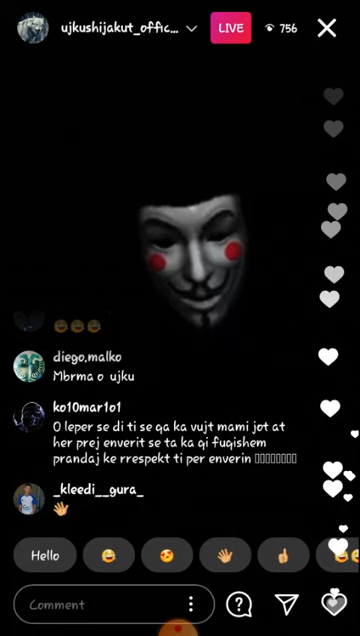 ujkushijakut_offic...
LIVE
756
diego.malko
Mbrma o ujku
ko10mar1o1
O leper se di ti se qa ka vujt mami jot at
her prej enverit se ta ka qi fuqishem
prandaj ke rrespekt ti per enverin
_kleedi__gura_
Hello
Comment